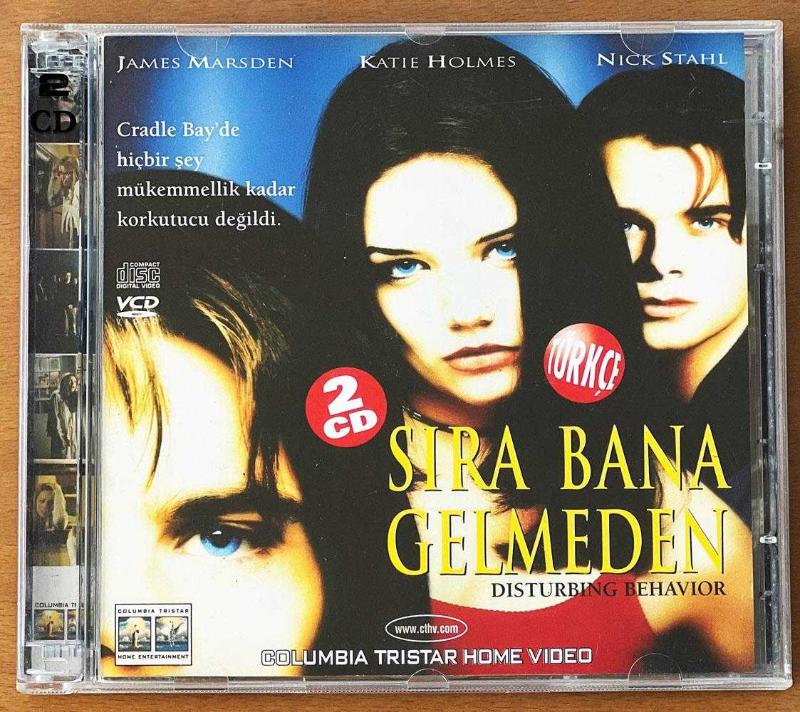 2
CD
JAMES MARSDEN
KATIE HOLMES
NICK STAHL
Cradle Bay'de
hiçbir şey
mükemmellik kadar
korkutucu değildi.
COMPACT
disc
DIGITAL VIDEO
VCD
2
CD
TÜRKÇE
SIRA BANA
GELMEDEN
DISTURBING BEHAVIOR
COLUMBIA TRISTAR
HOME ENTERTAINMENT
www.cthv.com
COLUMBIA TRISTAR HOME VIDEO